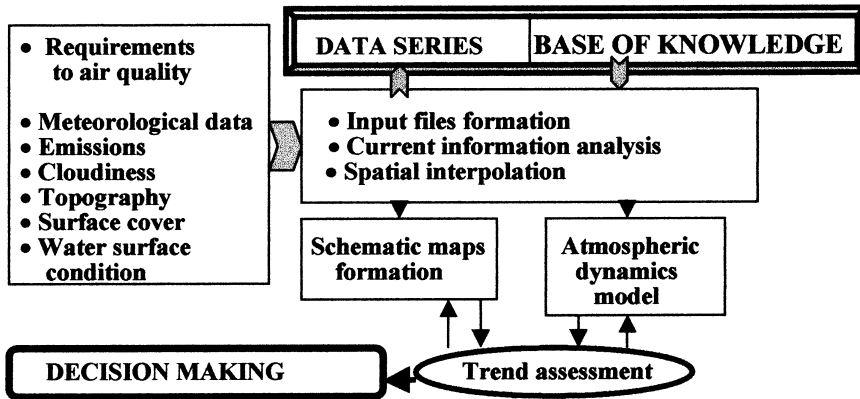 • Requirements
to air quality
• Meteorological data
• Emissions
• Cloudiness
• Topography
• Surface cover
• Water surface
condition
DATA SERIES
BASE OF KNOWLEDGE
• Input files formation
• Current information analysis
• Spatial interpolation
Schematic maps
formation
Atmospheric
dynamics
model
DECISION MAKING
Trend assessment